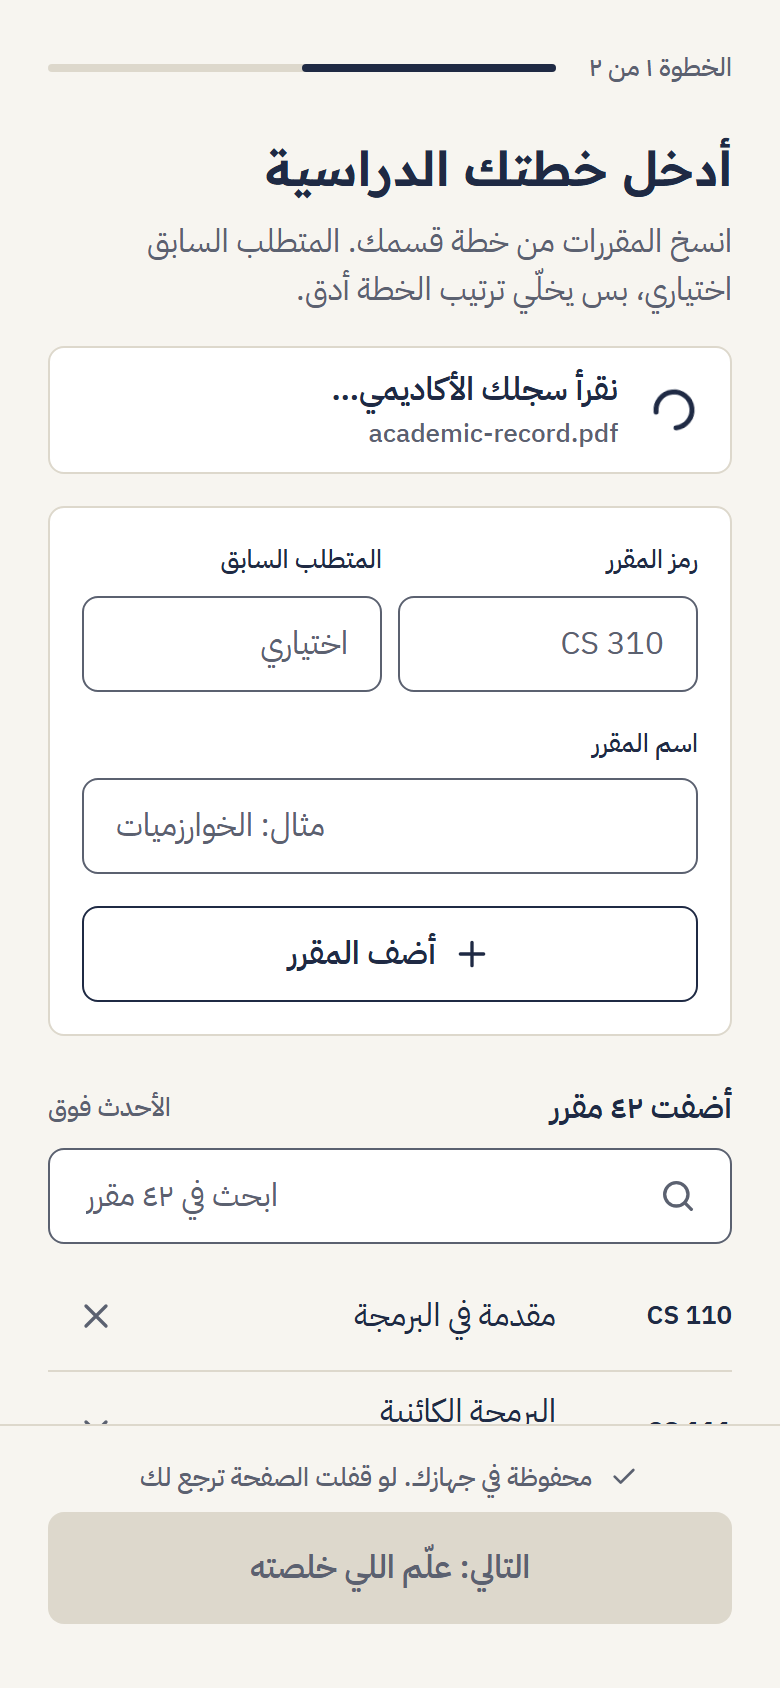 الخطوة ١ من ٢
أدخل خطتك الدراسية
انسخ المقررات من خطة قسمك. المتطلب السابق
اختياري، بس يخلّي ترتيب الخطة أدق.
نقرأ سجلك الأكاديمي...
academic-record.pdf
رمز المقرر
المتطلب السابق
CS 310
اختياري
اسم المقرر
مثال: الخوارزميات
أضف المقرر
أضفت ٤٢ مقرر
الأحدث فوق
ابحث في ٤٢ مقرر
CS 110
مقدمة في البرمجة
البرمجة الكائنية
محفوظة في جهازك. لو قفلت الصفحة ترجع لك
التالي: علّم اللي خلصته